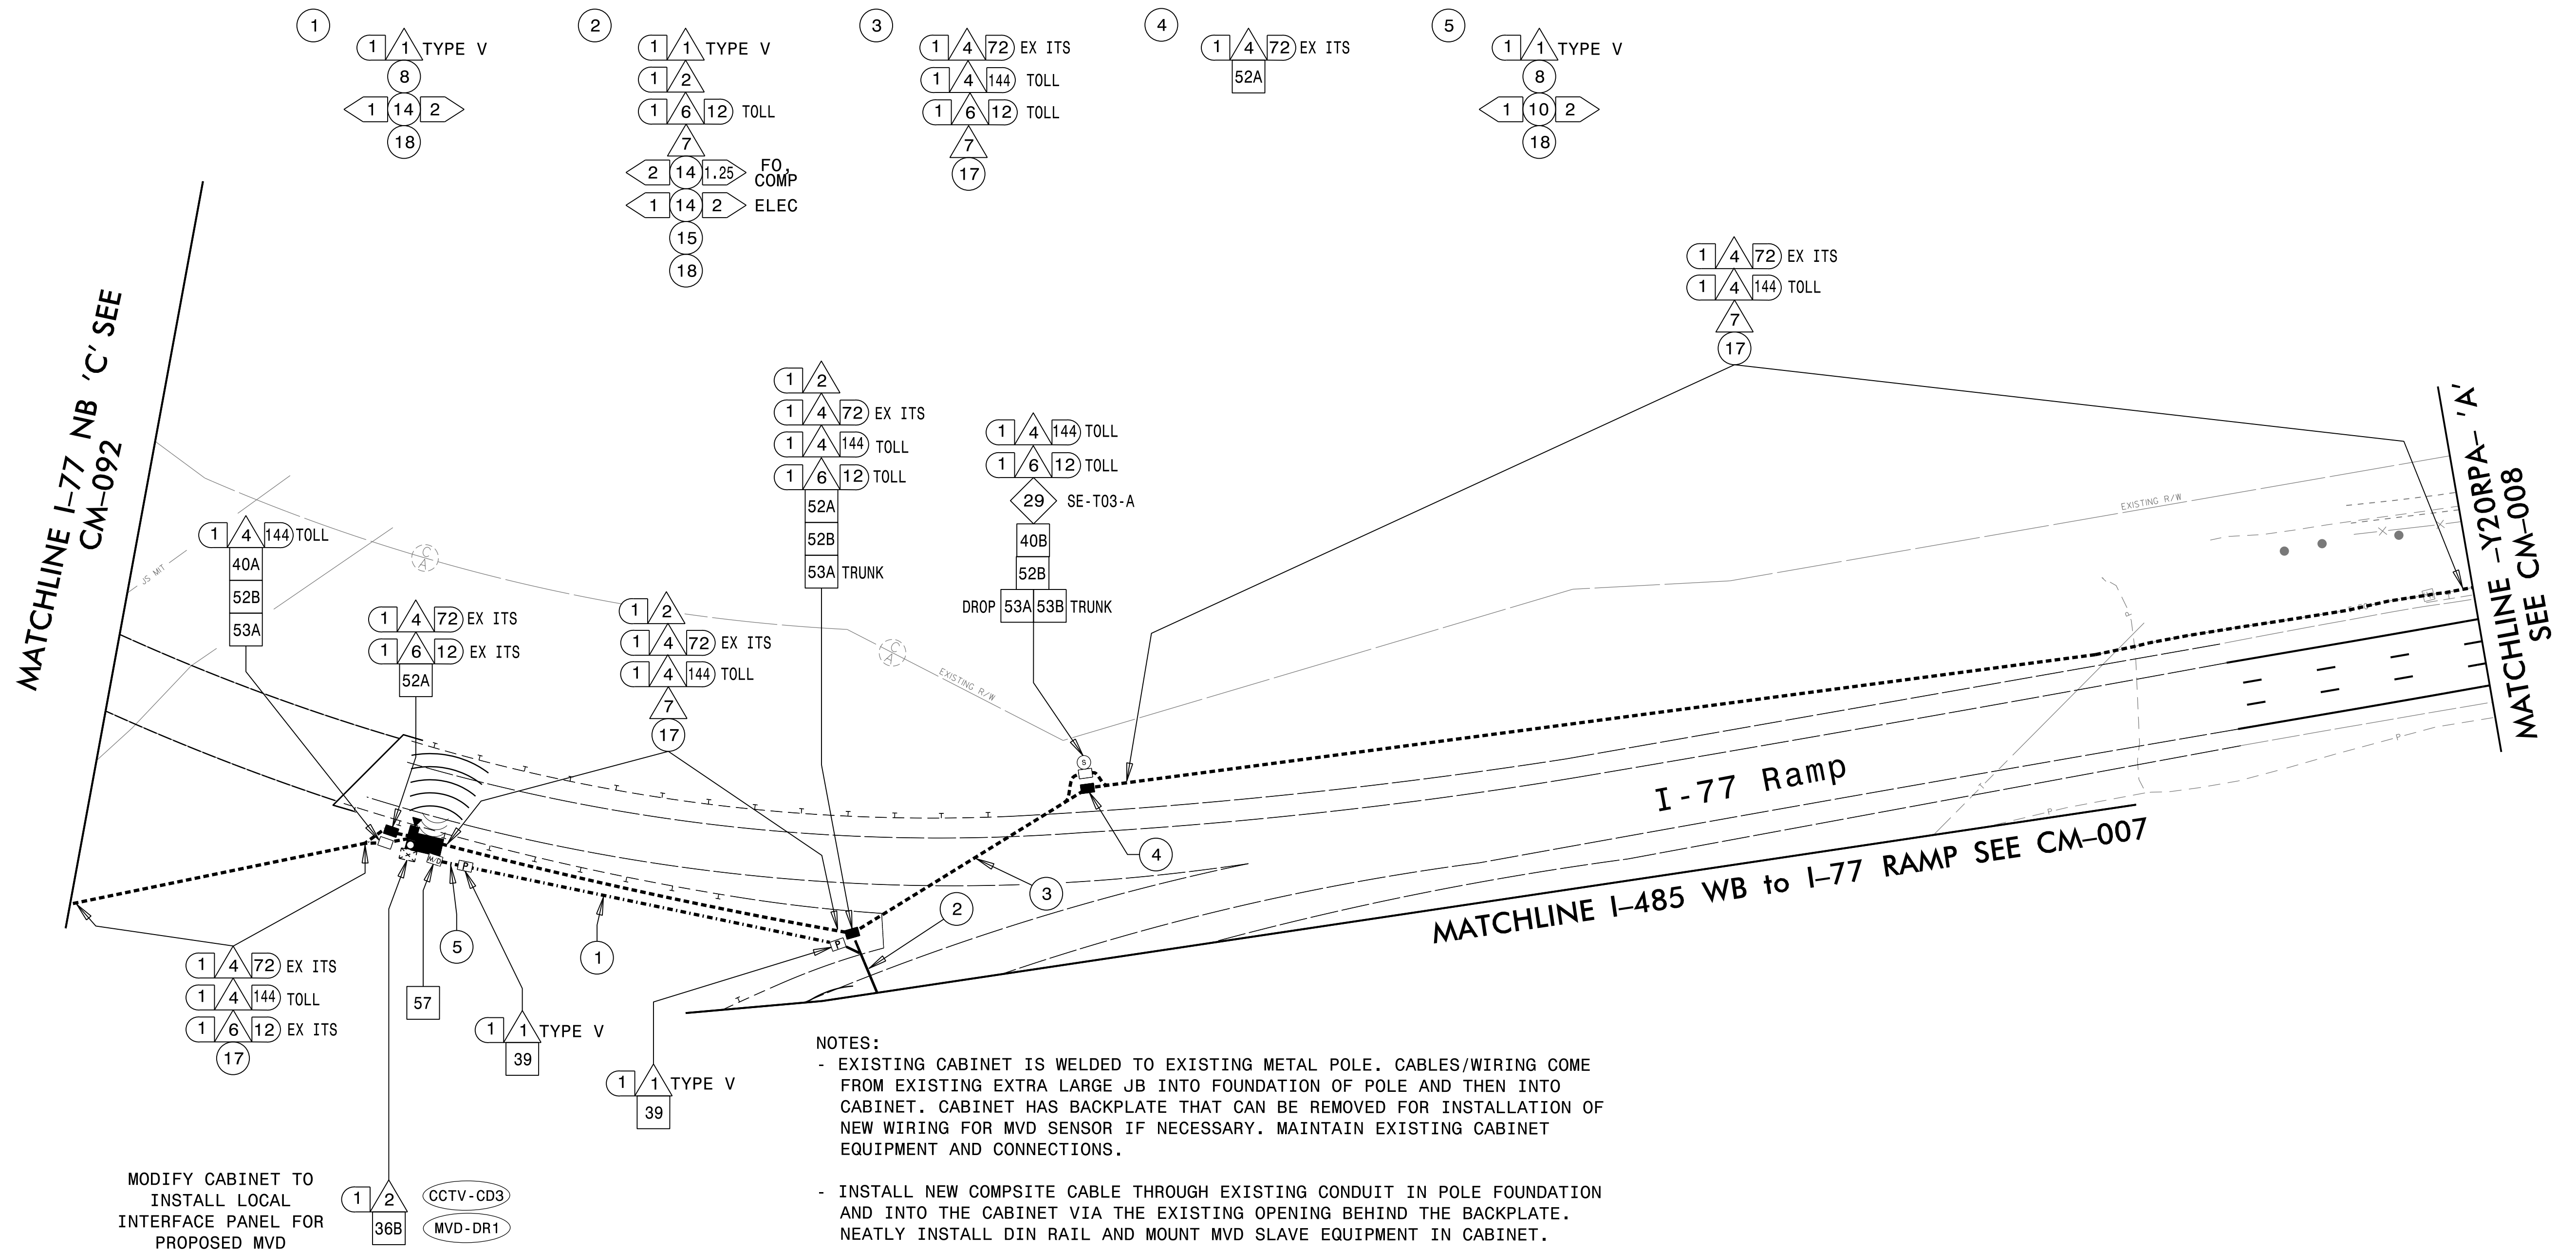 1
1 1 TYPE V
8
1 14 2
18
2
1 1 TYPE V
1 2
1 6 12 TOLL
7
2 14 1.25 FO,
COMP
1 14 2 ELEC
15
18
3
1 4 72 EX ITS
1 4 144 TOLL
1 6 12 TOLL
7
17
4
1 4 72 EX ITS
52A
5
1 1 TYPE V
8
1 10 2
18
1 4 72 EX ITS
1 4 144 TOLL
7
17
MATCHLINE I-77 NB 'C' SEE
CM-092
MATCHLINE -Y20RPA- 'A'
SEE CM-008
1 2
1 4 72 EX ITS
1 4 144 TOLL
1 6 12 TOLL
52A
52B
53A TRUNK
1 4 144 TOLL
1 6 12 TOLL
29 SE-T03-A
40B
52B
DROP 53A 53B TRUNK
EXISTING R/W
1 4 144 TOLL
40A
52B
53A
C
A
JS MIT
1 4 72 EX ITS
1 6 12 EX ITS
52A
1 2
1 4 72 EX ITS
1 4 144 TOLL
7
17
C
A
EXISTING R/W
S
I-77 Ramp
MATCHLINE I-485 WB to I-77 RAMP SEE CM-007
4
3
2
5
1
P
P
1 4 72 EX ITS
1 4 144 TOLL
1 6 12 EX ITS
17
57
1 1 TYPE V
39
1 1 TYPE V
39
MODIFY CABINET TO
INSTALL LOCAL
INTERFACE PANEL FOR
PROPOSED MVD
1 2
36B
CCTV-CD3
MVD-DR1
NOTES:
- EXISTING CABINET IS WELDED TO EXISTING METAL POLE. CABLES/WIRING COME
FROM EXISTING EXTRA LARGE JB INTO FOUNDATION OF POLE AND THEN INTO
CABINET. CABINET HAS BACKPLATE THAT CAN BE REMOVED FOR INSTALLATION OF
NEW WIRING FOR MVD SENSOR IF NECESSARY. MAINTAIN EXISTING CABINET
EQUIPMENT AND CONNECTIONS.
- INSTALL NEW COMPSITE CABLE THROUGH EXISTING CONDUIT IN POLE FOUNDATION
AND INTO THE CABINET VIA THE EXISTING OPENING BEHIND THE BACKPLATE.
NEATLY INSTALL DIN RAIL AND MOUNT MVD SLAVE EQUIPMENT IN CABINET.